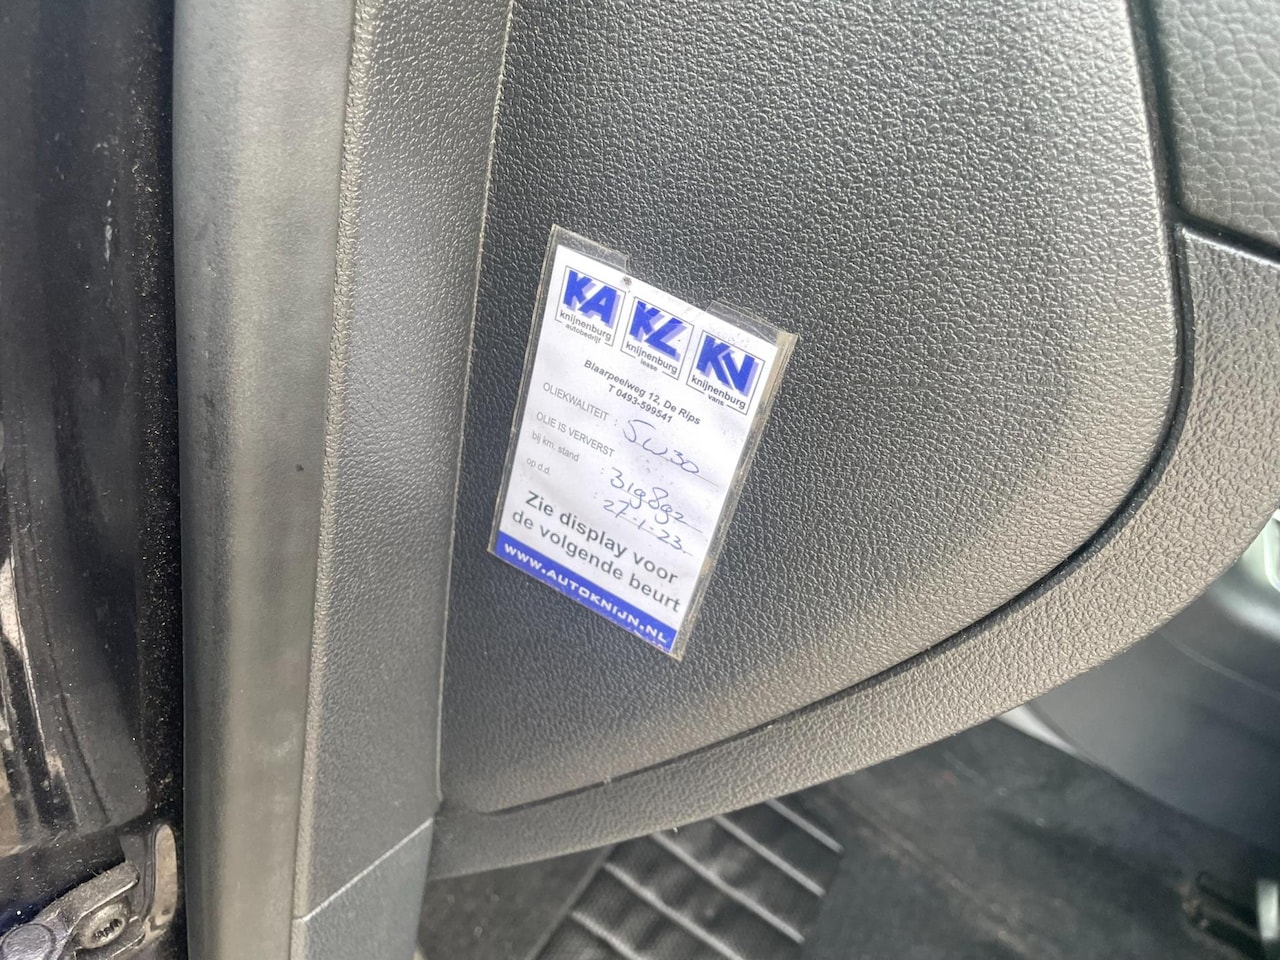 KA KL KV
knijnenburg autobedrijf
knijnenburg lease
knijnenburg vans
Blaarpeelweg 12, De Rips
T 0493-599541
OLIEKWALITEIT : 5W30
OLIE IS VERVERST
bij km. stand : 319892
op d.d. : 27-1-23
Zie display voor
de volgende beurt
WWW.AUTOKNIJN.NL